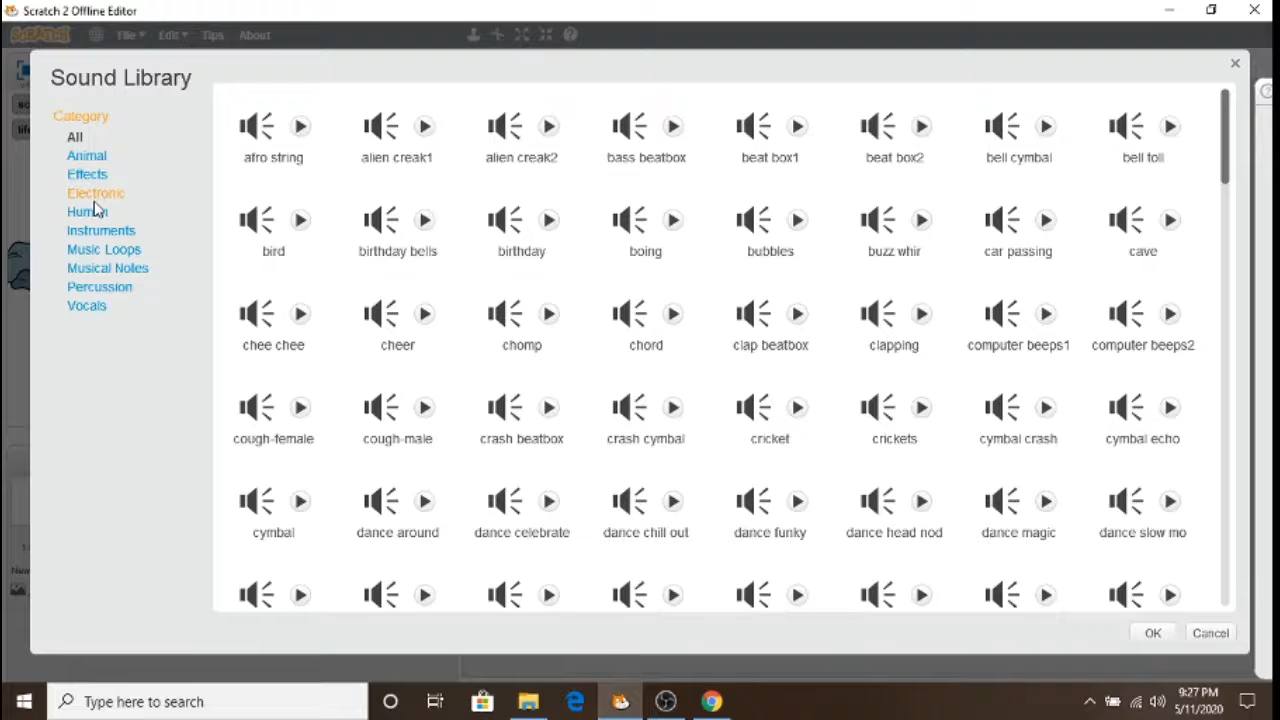 Scratch 2 Offline Editor
SCRATCH File Edit Tips About
Sound Library
Category
All
Animal
Effects
Electronic
Human
Instruments
Music Loops
Musical Notes
Percussion
Vocals
afro string alien creak1 alien creak2 bass beatbox beat box1 beat box2 bell cymbal bell toll
bird birthday bells birthday boing bubbles buzz whir car passing cave
chee chee cheer chomp chord clap beatbox clapping computer beeps1 computer beeps2
cough-female cough-male crash beatbox crash cymbal cricket crickets cymbal crash cymbal echo
cymbal dance around dance celebrate dance chill out dance funky dance head nod dance magic dance slow mo
OK Cancel
New
Type here to search
9:27 PM
5/11/2020